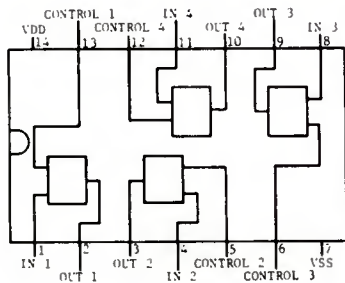 CONTROL 1 IN 4 OUT 3
VDD CONTROL 4 OUT 4 IN 3
14 13 12 11 10 9 8
1 2 3 4 5 6 7
IN 1 OUT 2 CONTROL 2 VSS
OUT 1 IN 2 CONTROL 3